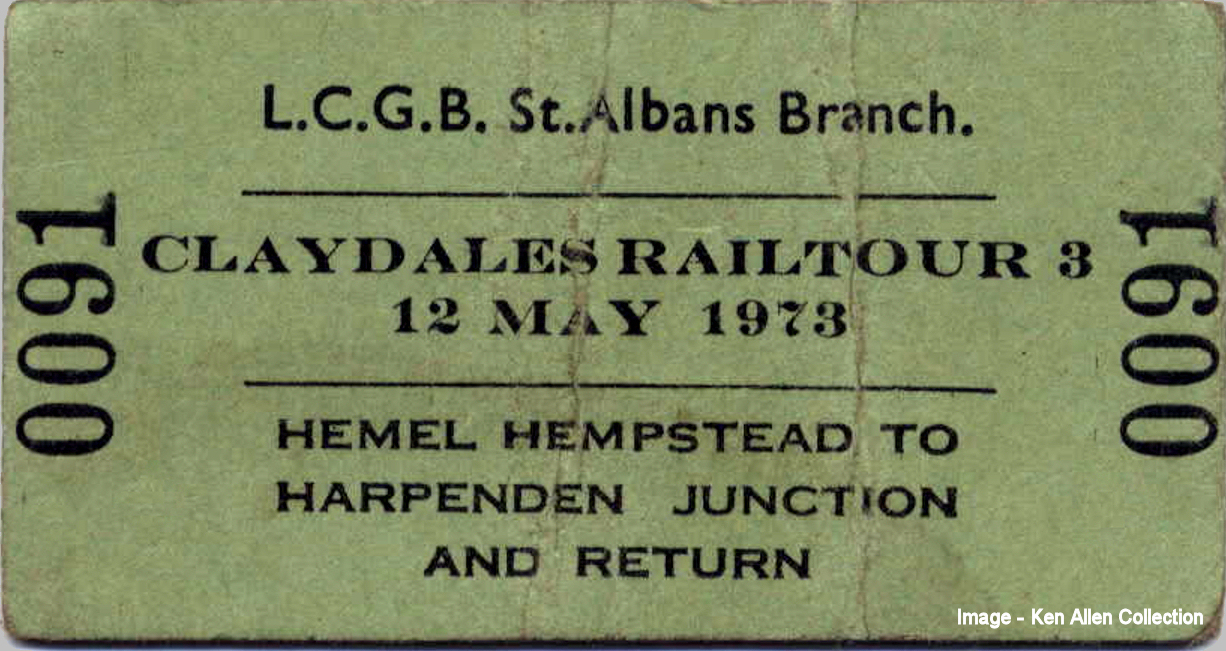 L.C.G.B. St.Albans Branch.
CLAYDALES RAILTOUR 3
12 MAY 1973
HEMEL HEMPSTEAD TO
HARPENDEN JUNCTION
AND RETURN
0091
0091
Image - Ken Allen Collection